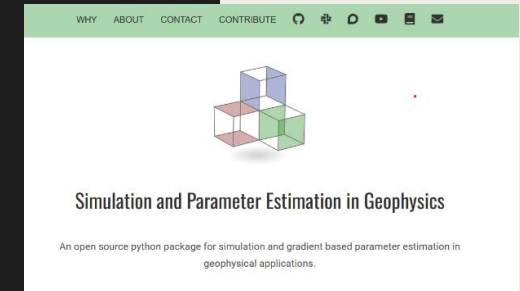 WHY ABOUT CONTACT CONTRIBUTE
Simulation and Parameter Estimation in Geophysics
An open source python package for simulation and gradient based parameter estimation in
geophysical applications.